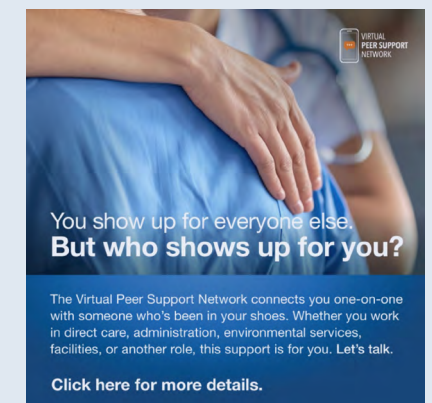 VIRTUAL
PEER SUPPORT
NETWORK
You show up for everyone else.
But who shows up for you?
The Virtual Peer Support Network connects you one-on-one
with someone who's been in your shoes. Whether you work
in direct care, administration, environmental services,
facilities, or another role, this support is for you. Let's talk.
Click here for more details.